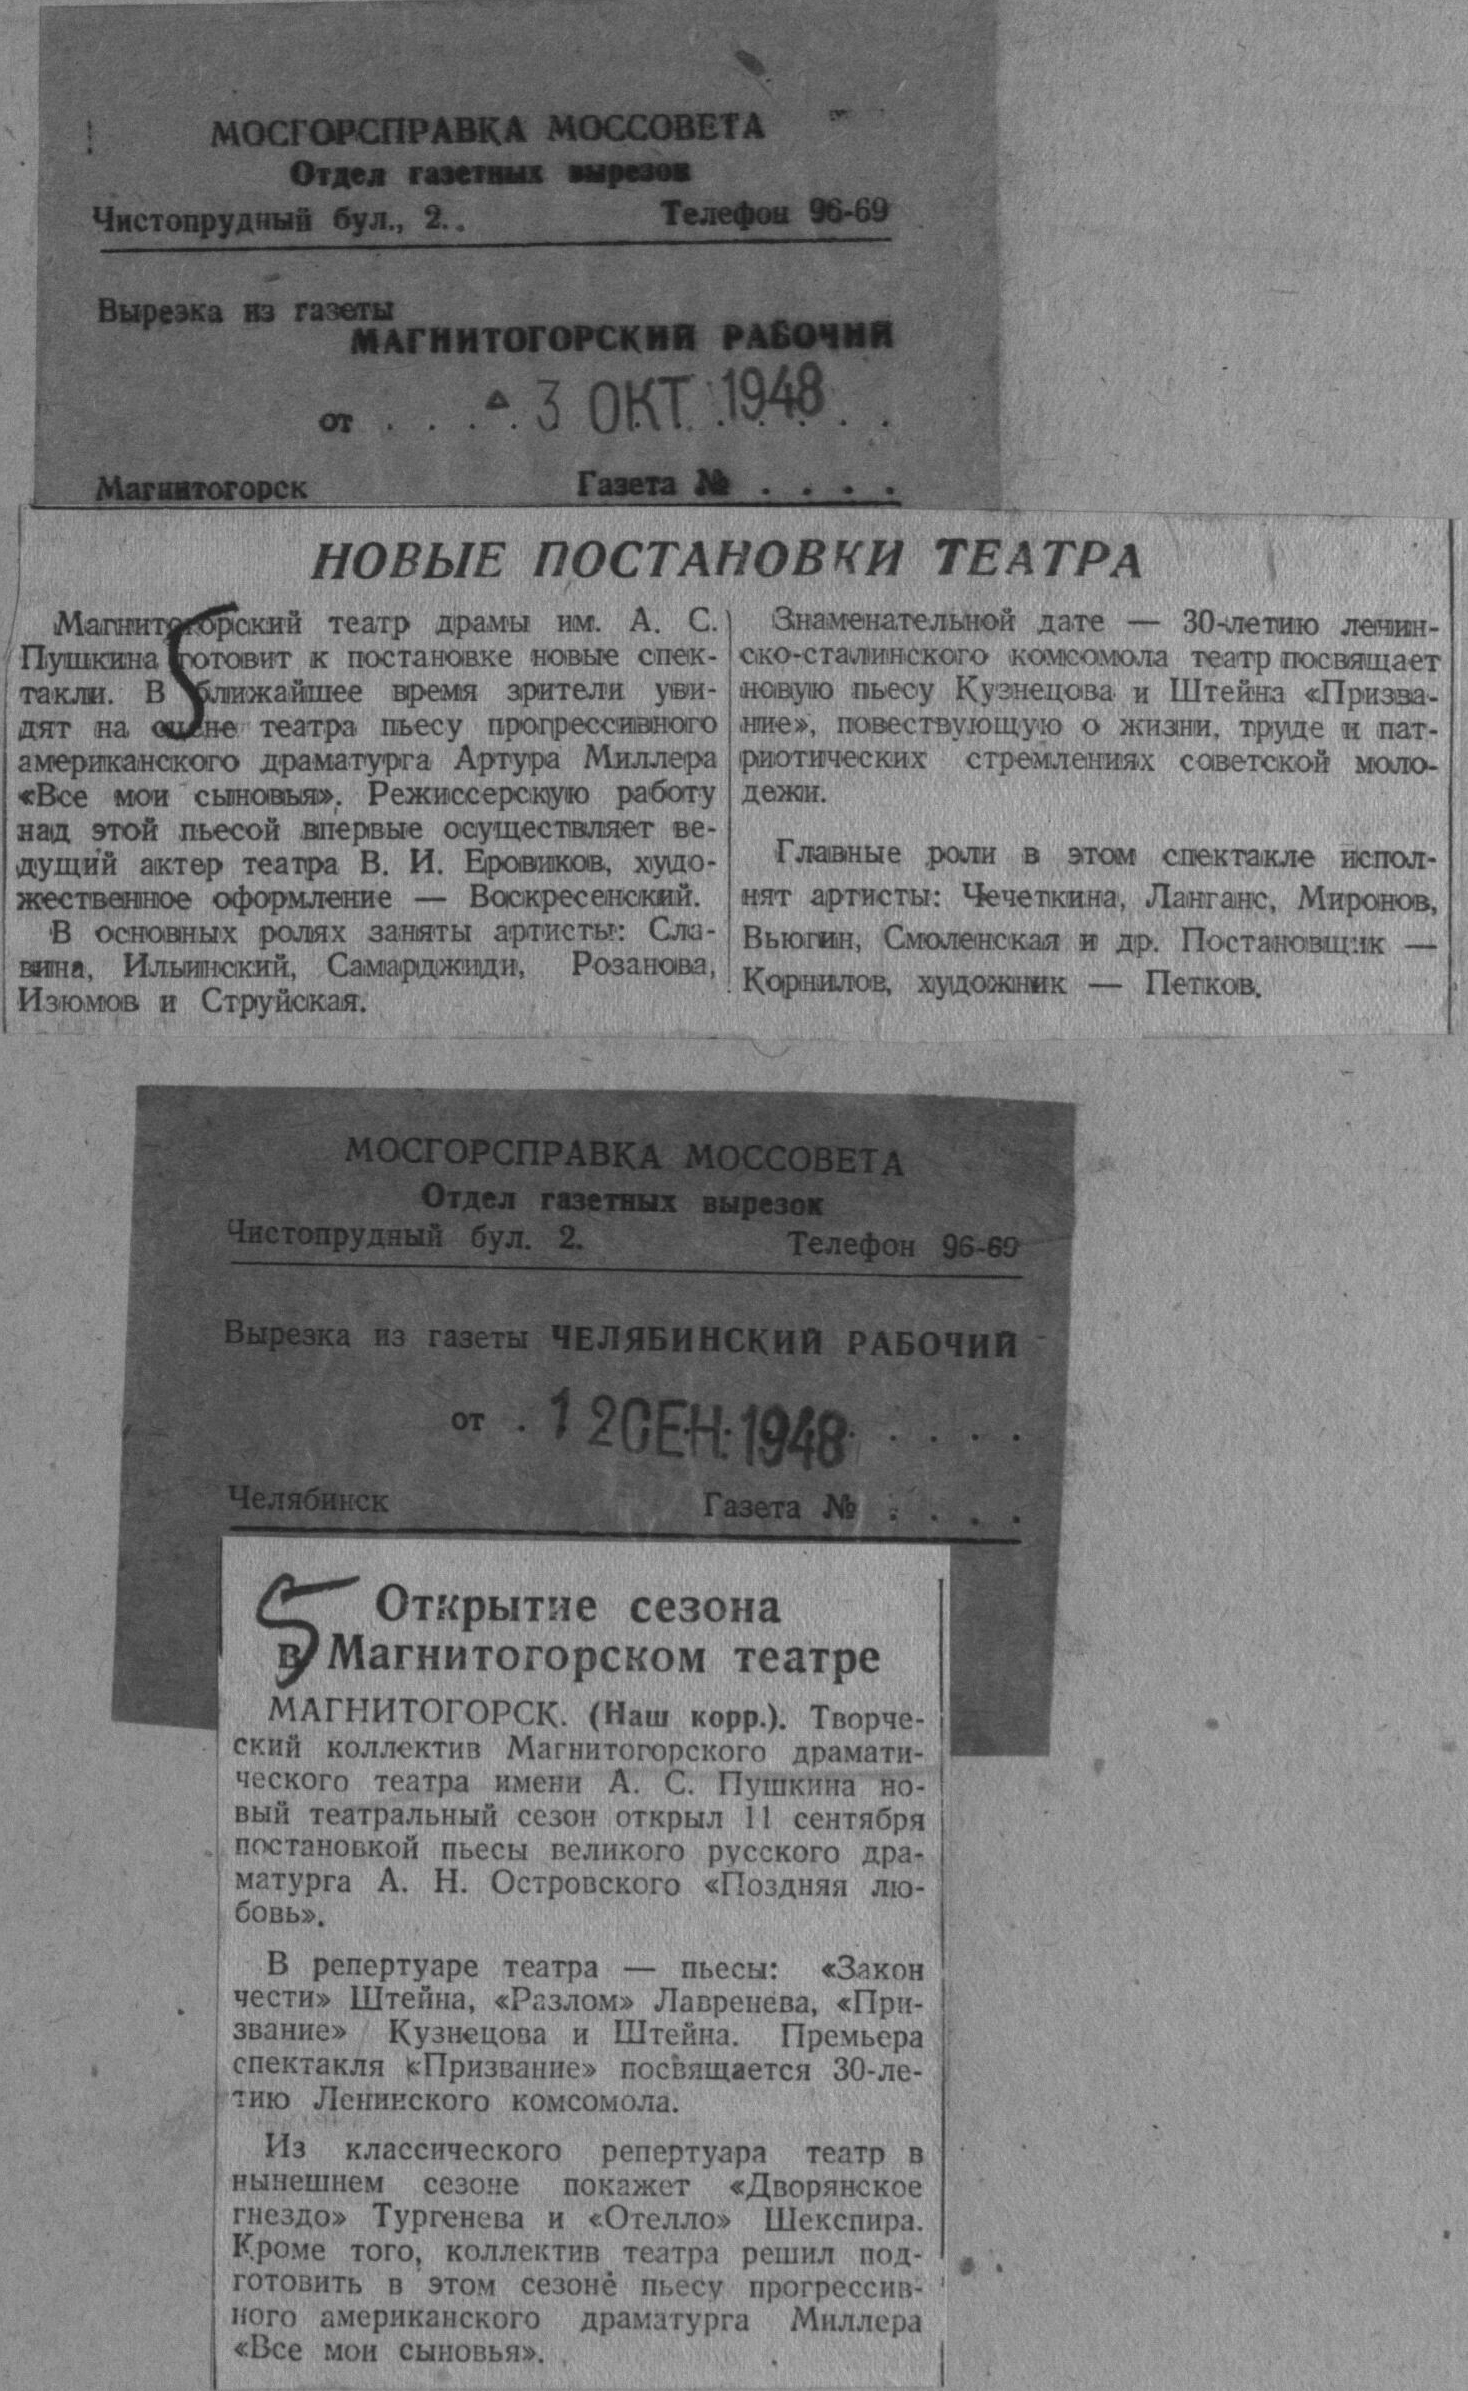 МОСГОРСПРАВКА МОССОВЕТА
Отдел газетных вырезок
Чистопрудный бул., 2. Телефон 96-69
Вырезка из газеты
МАГНИТОГОРСКИЙ РАБОЧИЙ
от . . . . 3 ОКТ. 1948 . .
Магнитогорск Газета № . . . .
НОВЫЕ ПОСТАНОВКИ ТЕАТРА
Магнитогорский театр драмы им. А. С.
Пушкина готовит к постановке новые спек-
такли. В ближайшее время зрители уви-
дят на сцене театра пьесу прогрессивного
американского драматурга Артура Миллера
«Все мои сыновья». Режиссерскую работу
над этой пьесой впервые осуществляет ве-
дущий актер театра В. И. Еровиков, худо-
жественное оформление — Воскресенский.
В основных ролях заняты артисты: Сла-
вина, Ильинский, Самарджиди, Розанова,
Изюмов и Струйская.
Знаменательной дате — 30-летию ленин-
ско-сталинского комсомола театр посвящает
новую пьесу Кузнецова и Штейна «Призва-
ние», повествующую о жизни, труде и пат-
риотических стремлениях советской моло-
дежи.
Главные роли в этом спектакле испол-
нят артисты: Чечеткина, Ланганс, Миронов,
Вьюгин, Смоленская и др. Постановщик —
Корнилов, художник — Петков.
МОСГОРСПРАВКА МОССОВЕТА
Отдел газетных вырезок
Чистопрудный бул. 2. Телефон 96-69
Вырезка из газеты ЧЕЛЯБИНСКИЙ РАБОЧИЙ
от . 12 СЕН. 1948 . . . .
Челябинск Газета № . . . .
5 Открытие сезона
в Магнитогорском театре
МАГНИТОГОРСК. (Наш корр.). Творче-
ский коллектив Магнитогорского драмати-
ческого театра имени А. С. Пушкина но-
вый театральный сезон открыл 11 сентября
постановкой пьесы великого русского дра-
матурга А. Н. Островского «Поздняя лю-
бовь».
В репертуаре театра — пьесы: «Закон
чести» Штейна, «Разлом» Лавренева, «При-
звание» Кузнецова и Штейна. Премьера
спектакля «Призвание» посвящается 30-ле-
тию Ленинского комсомола.
Из классического репертуара театр в
нынешнем сезоне покажет «Дворянское
гнездо» Тургенева и «Отелло» Шекспира.
Кроме того, коллектив театра решил под-
готовить в этом сезоне пьесу прогрессив-
ного американского драматурга Миллера
«Все мои сыновья».